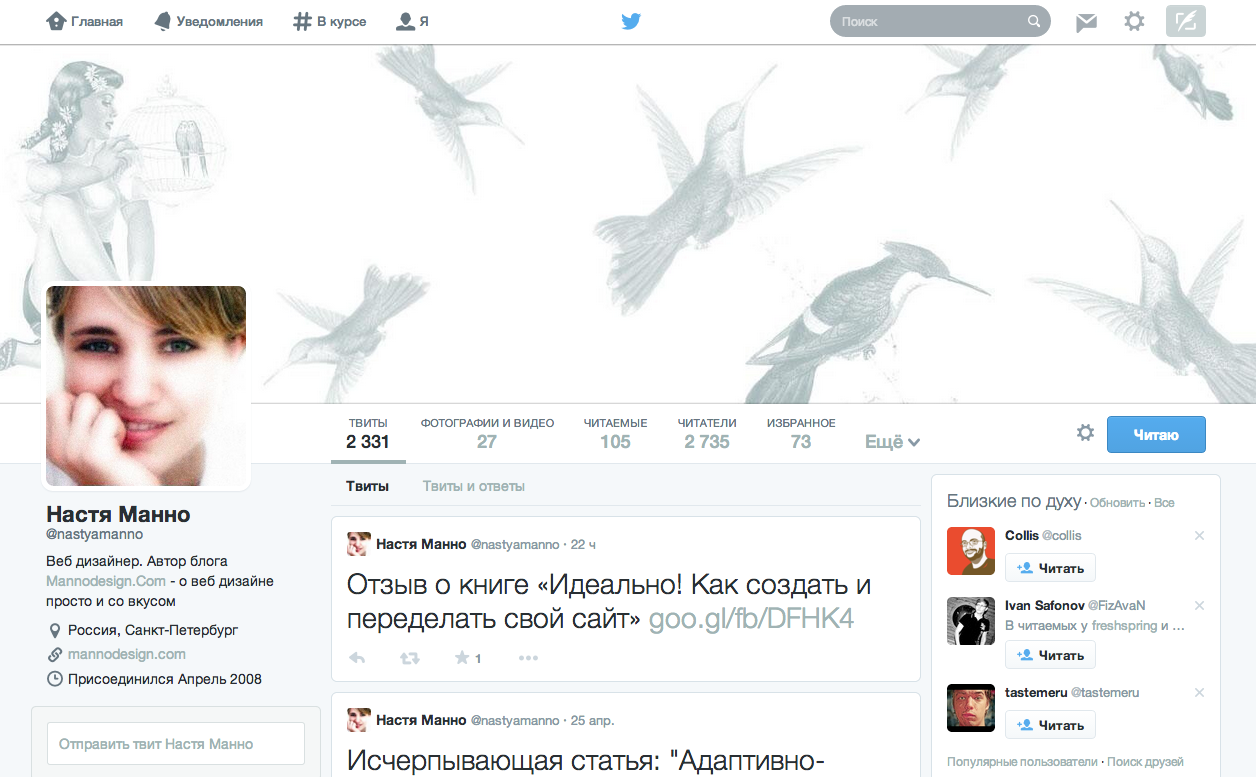 Главная
Уведомления
В курсе
Я
Поиск
ТВИТЫ
2 331
ФОТОГРАФИИ И ВИДЕО
27
ЧИТАЕМЫЕ
105
ЧИТАТЕЛИ
2 735
ИЗБРАННОЕ
73
Ещё
Читаю
Настя Манно
@nastyamanno
Веб дизайнер. Автор блога
Mannodesign.Com - о веб дизайне
просто и со вкусом
Россия, Санкт-Петербург
mannodesign.com
Присоединился Апрель 2008
Отправить твит Настя Манно
Твиты
Твиты и ответы
Настя Манно @nastyamanno · 22 ч
Отзыв о книге «Идеально! Как создать и
переделать свой сайт» goo.gl/fb/DFHK4
1
Настя Манно @nastyamanno · 25 апр.
Исчерпывающая статья: "Адаптивно-
Близкие по духу · Обновить · Все
Collis @collis
Читать
Ivan Safonov @FizAvaN
В читаемых у freshspring и ...
Читать
tastemeru @tastemeru
Читать
Популярные пользователи · Поиск друзей